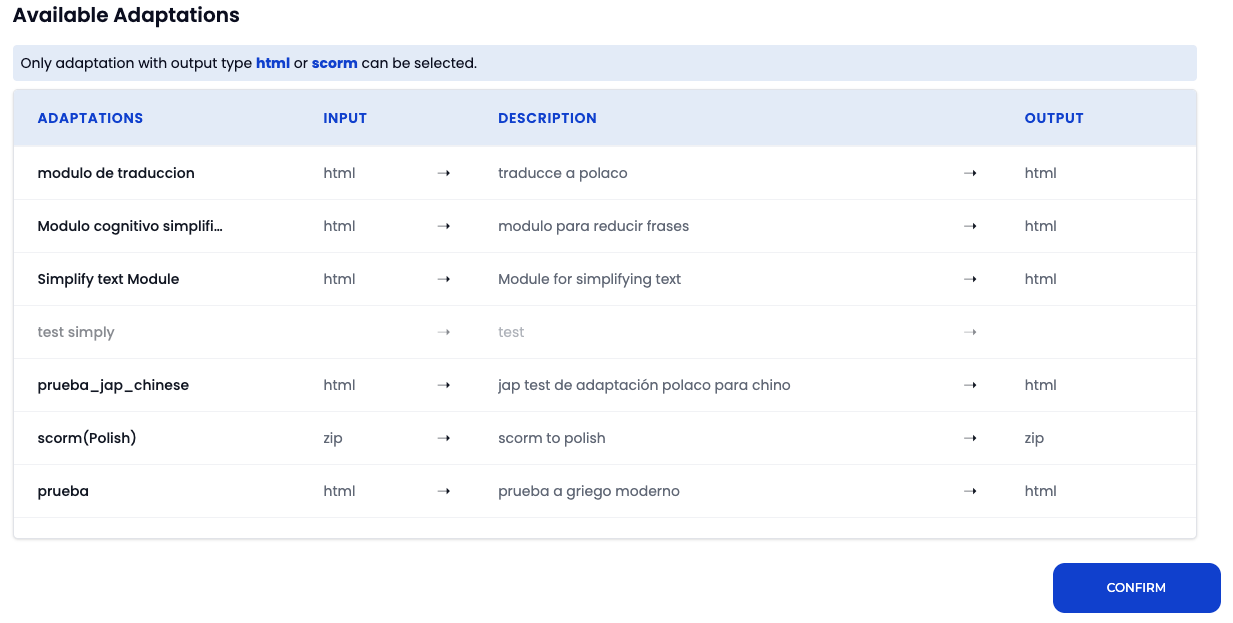 Available Adaptations
Only adaptation with output type html or scorm can be selected.
ADAPTATIONS INPUT DESCRIPTION OUTPUT
modulo de traduccion html → traducce a polaco → html
Modulo cognitivo simplifi... html → modulo para reducir frases → html
Simplify text Module html → Module for simplifying text → html
test simply → test →
prueba_jap_chinese html → jap test de adaptación polaco para chino → html
scorm(Polish) zip → scorm to polish → zip
prueba html → prueba a griego moderno → html
CONFIRM